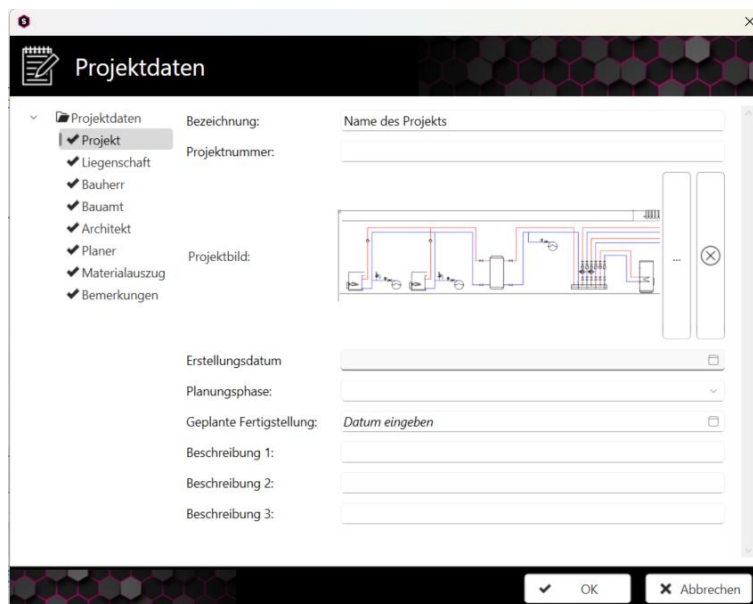 Projektdaten
Projektdaten
Projekt
Liegenschaft
Bauherr
Bauamt
Architekt
Planer
Materialauszug
Bemerkungen
Bezeichnung: Name des Projekts
Projektnummer:
Projektbild:
...
Erstellungsdatum
Planungsphase:
Geplante Fertigstellung: Datum eingeben
Beschreibung 1:
Beschreibung 2:
Beschreibung 3:
OK Abbrechen